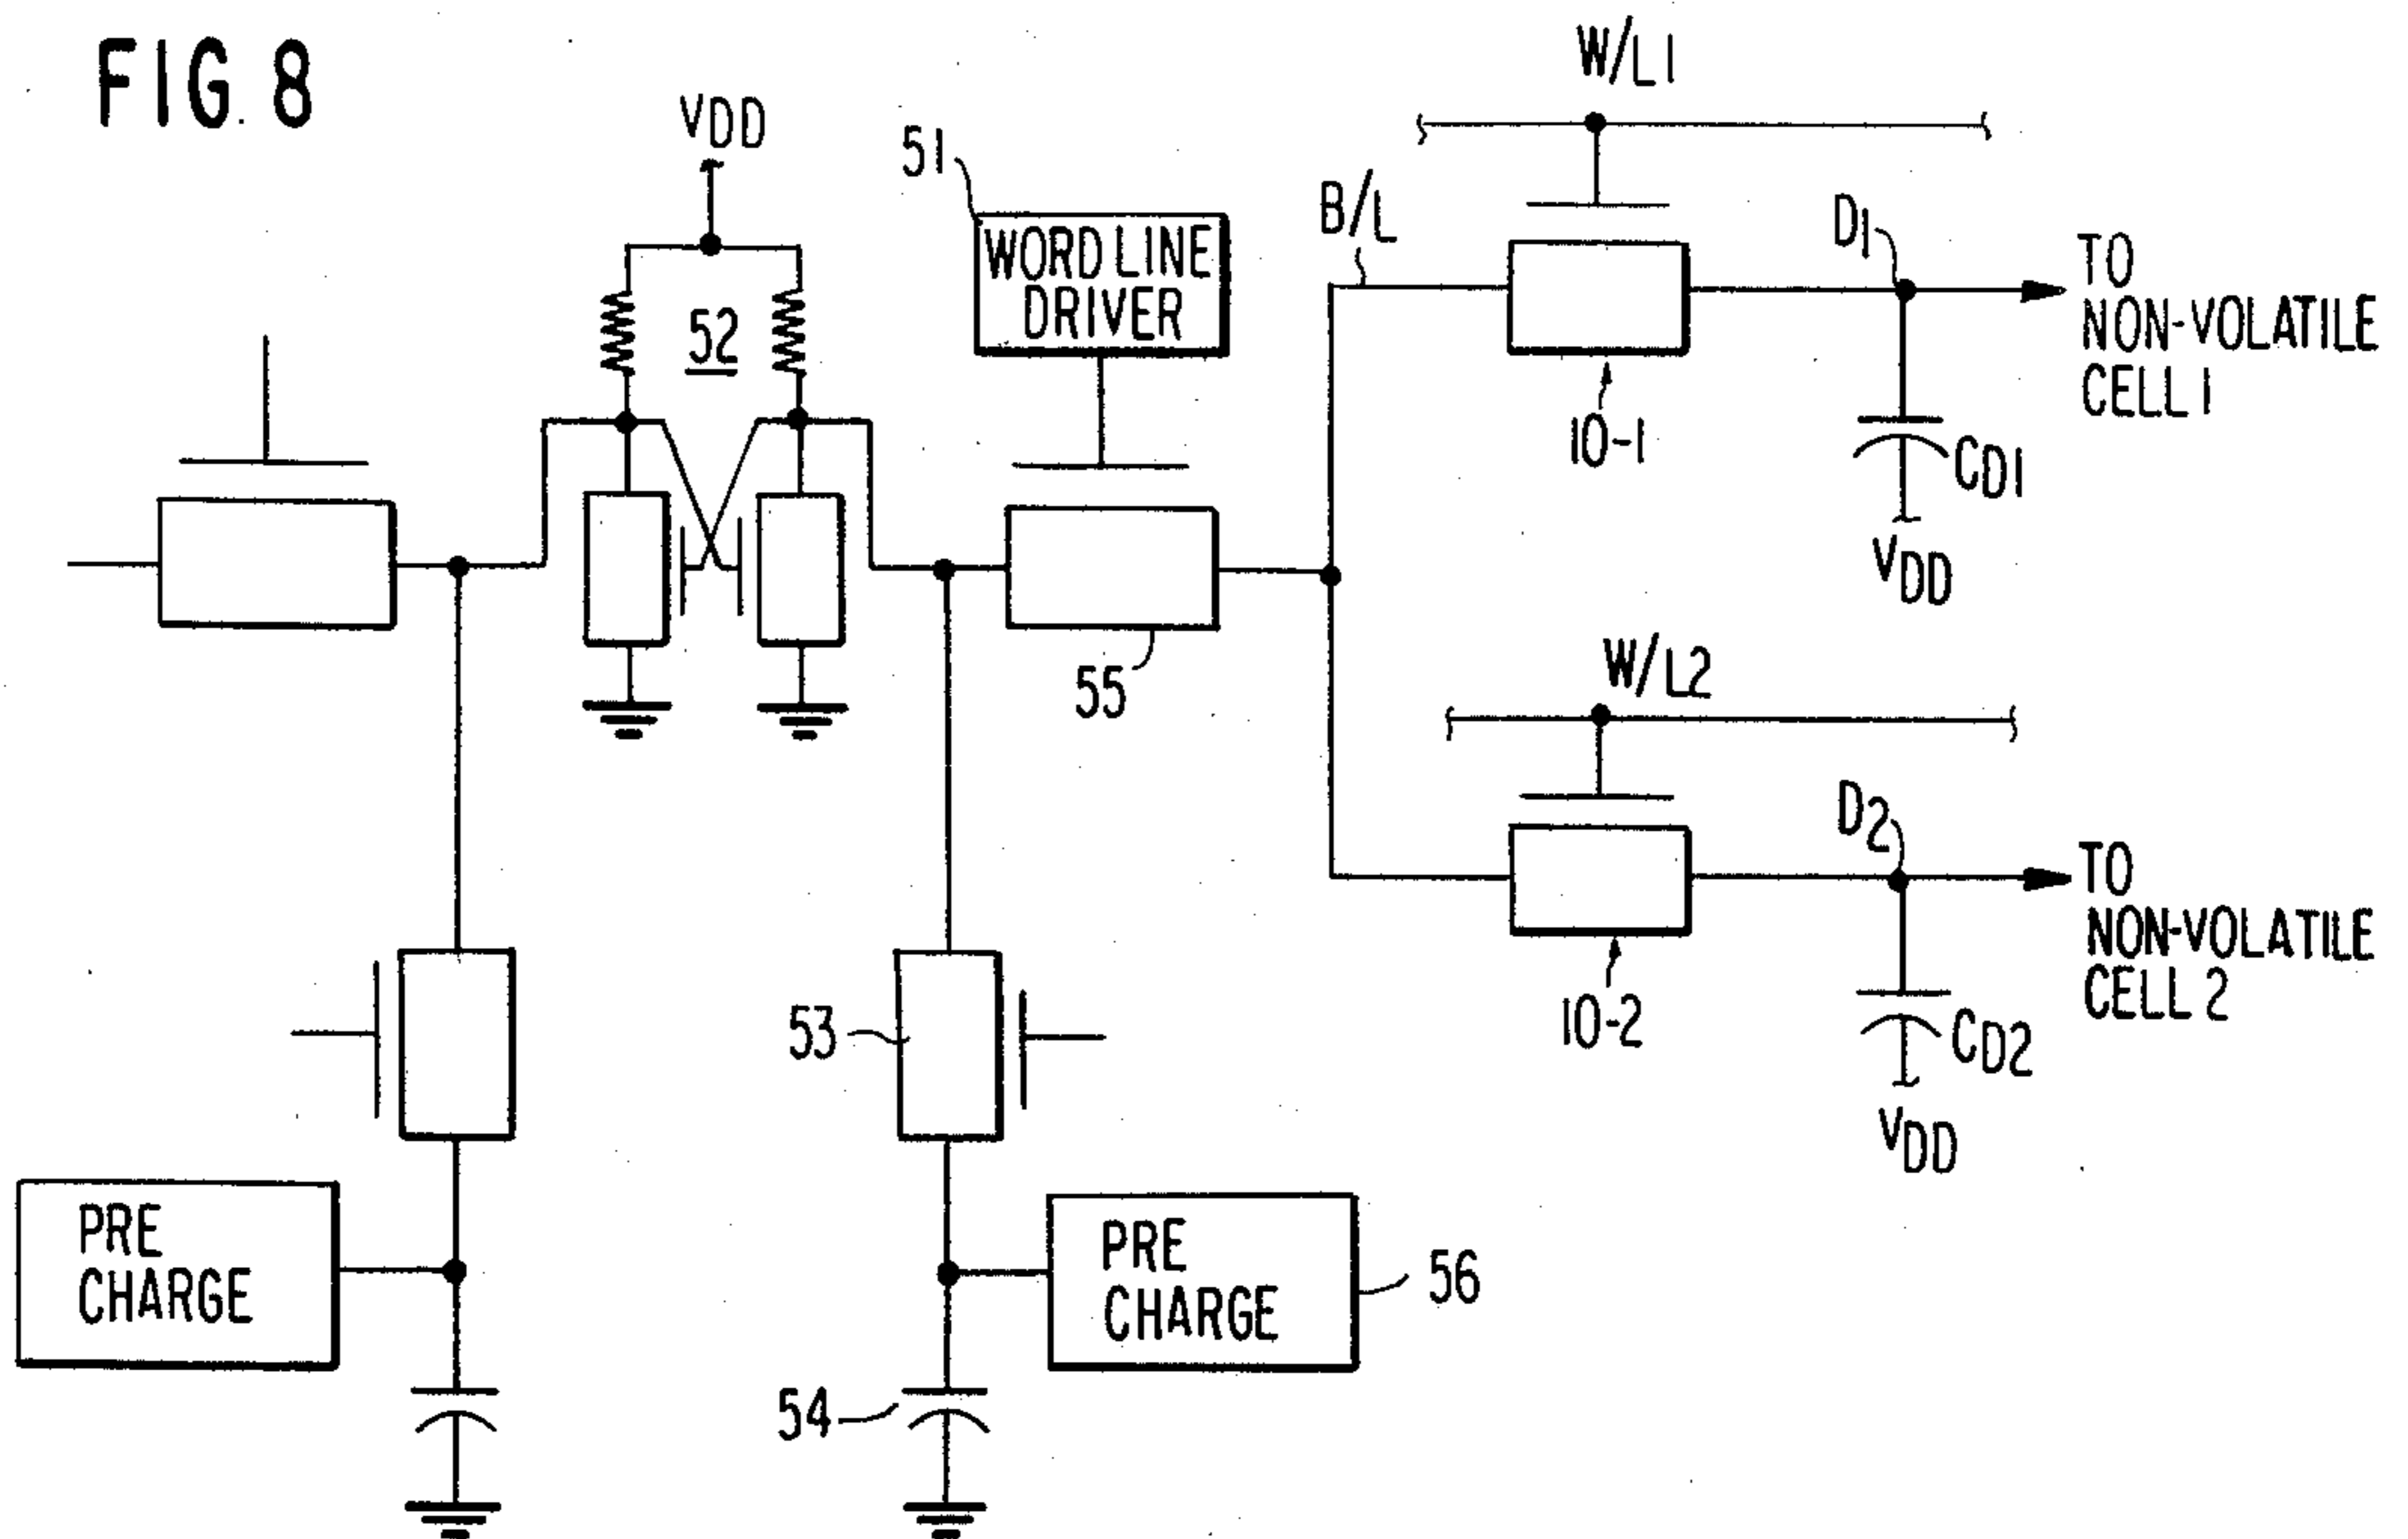 FIG. 8
W/L1
VDD
51
WORD LINE
DRIVER
B/L
D1
TO
NON-VOLATILE
CELL 1
52
10-1
CD1
VDD
55
W/L2
D2
TO
NON-VOLATILE
CELL 2
53
10-2
CD2
VDD
PRE
CHARGE
PRE
CHARGE
56
54